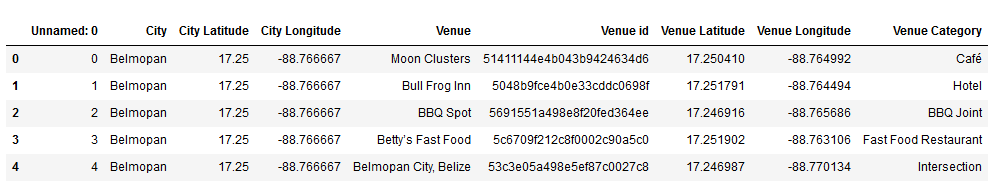 Unnamed: 0 City City Latitude City Longitude Venue Venue id Venue Latitude Venue Longitude Venue Category
0 0 Belmopan 17.25 -88.766667 Moon Clusters 51411144e4b043b9424634d6 17.250410 -88.764992 Café
1 1 Belmopan 17.25 -88.766667 Bull Frog Inn 5048b9fce4b0e33cddc0698f 17.251791 -88.764494 Hotel
2 2 Belmopan 17.25 -88.766667 BBQ Spot 5691551a498e8f20fed364ee 17.246916 -88.765686 BBQ Joint
3 3 Belmopan 17.25 -88.766667 Betty's Fast Food 5c6709f212c8f0002c90a5c0 17.251902 -88.763106 Fast Food Restaurant
4 4 Belmopan 17.25 -88.766667 Belmopan City, Belize 53c3e05a498e5ef87c0027c8 17.246987 -88.770134 Intersection